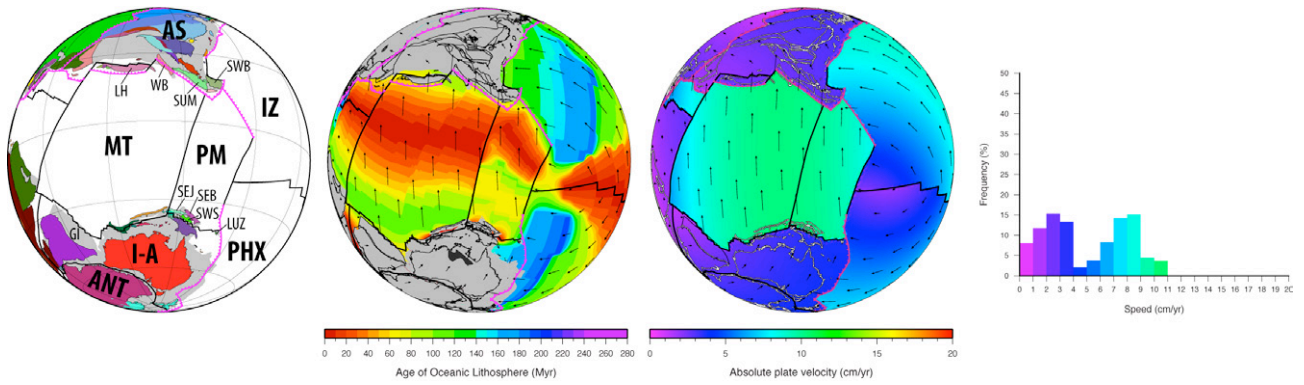 AS
SWB
LH
WB
SUM
IZ
MT
PM
SEJ
SEB
SWS
LUZ
GI
I-A
PHX
ANT
0 20 40 60 80 100 120 140 160 180 200 220 240 260 280
Age of Oceanic Lithosphere (Myr)
0 5 10 15 20
Absolute plate velocity (cm/yr)
50
45
40
35
30
25
20
15
10
5
0
Frequency (%)
0 1 2 3 4 5 6 7 8 9 10 11 12 13 14 15 16 17 18 19 20
Speed (cm/yr)